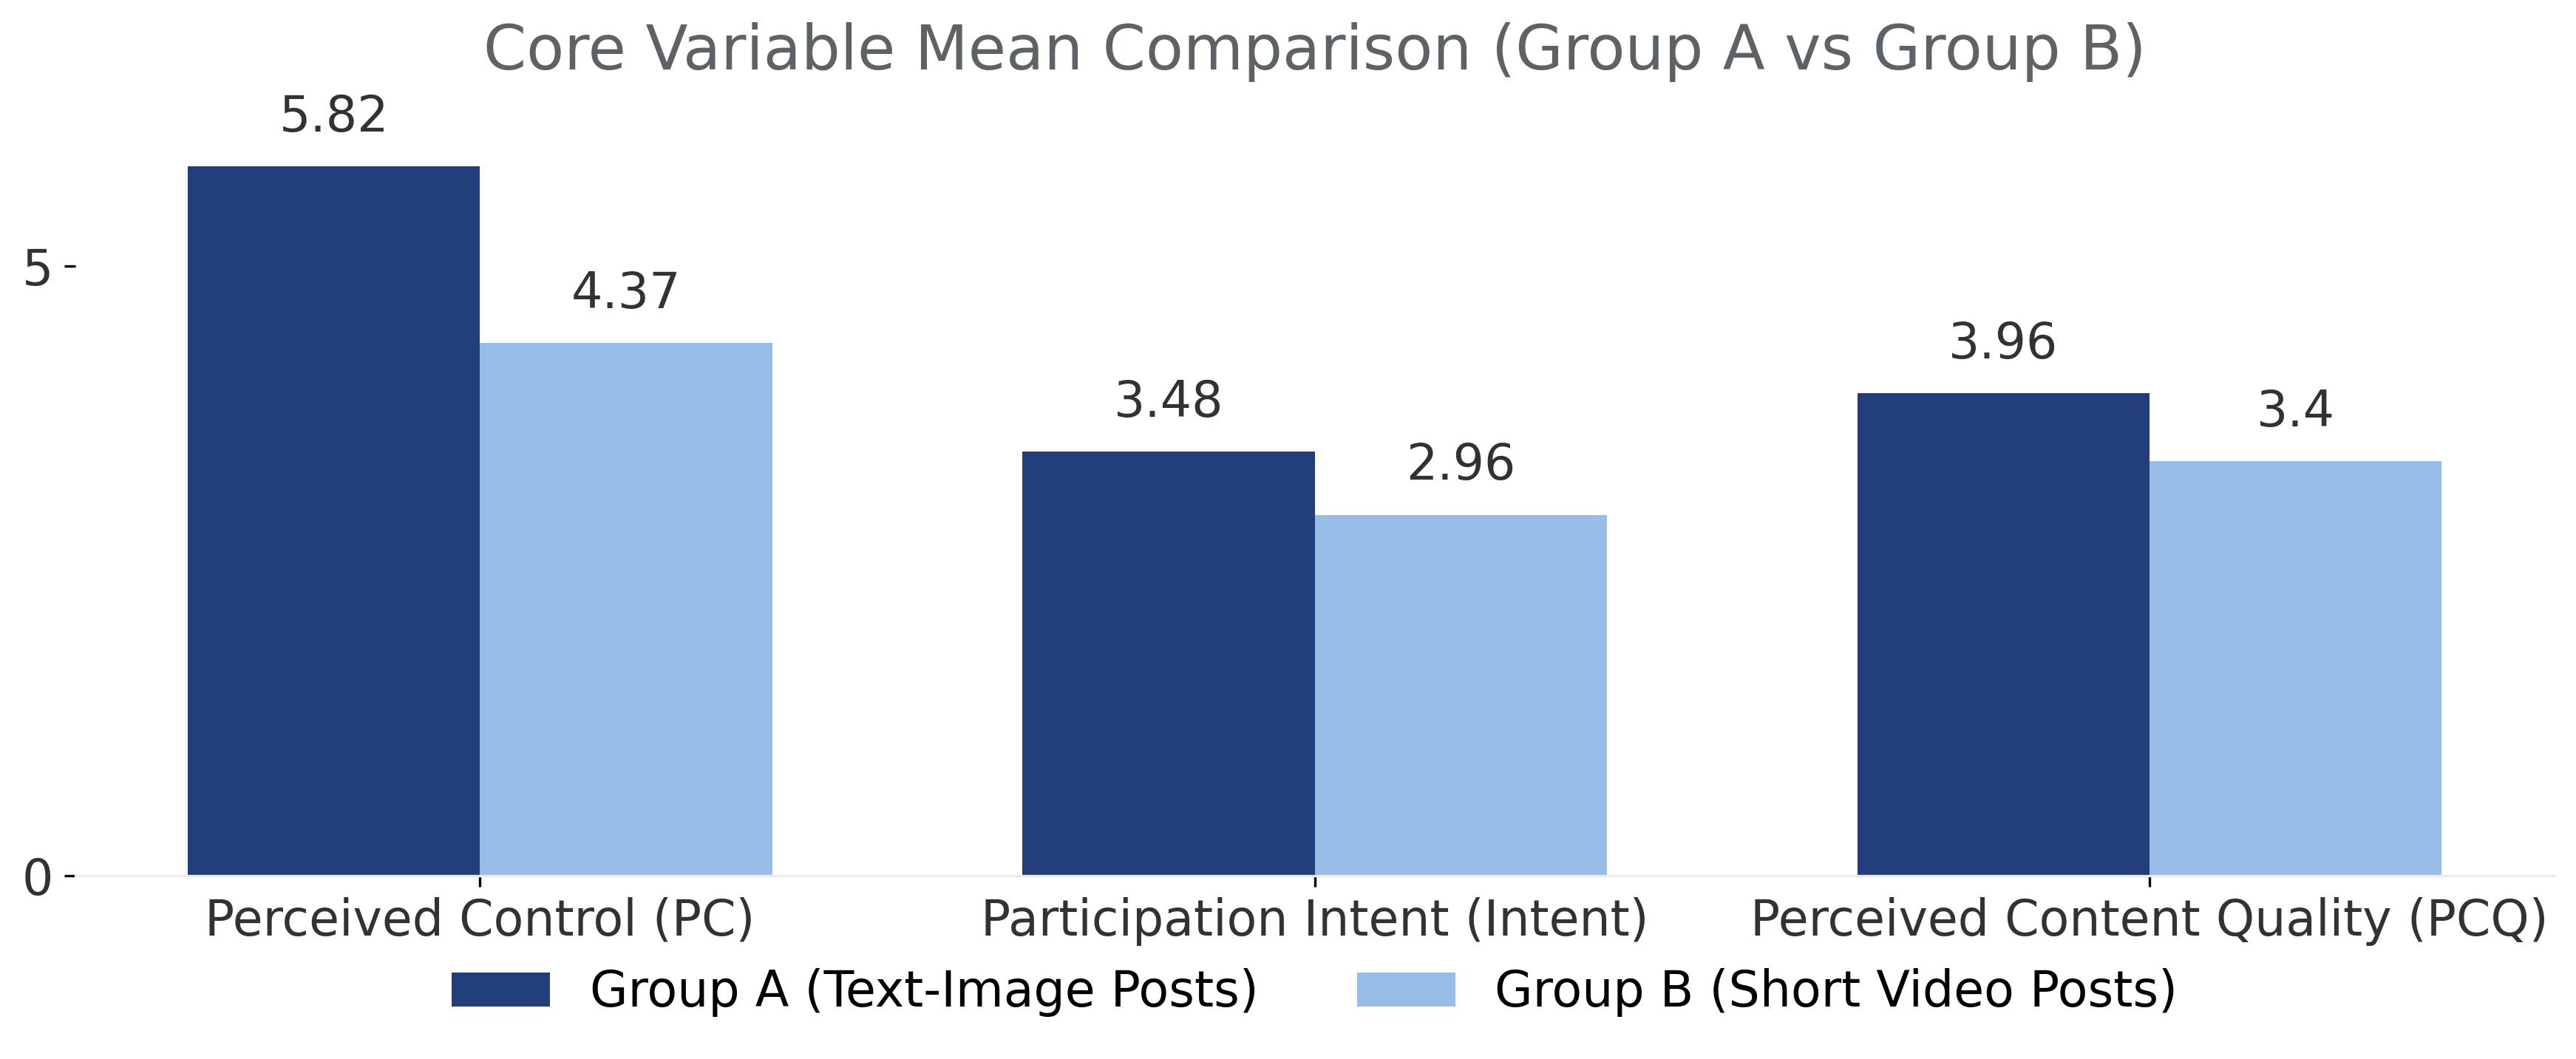 Core Variable Mean Comparison (Group A vs Group B)
5.82
5
4.37
3.96
3.48
3.4
2.96
0
Perceived Control (PC)
Participation Intent (Intent)
Perceived Content Quality (PCQ)
Group A (Text-Image Posts)
Group B (Short Video Posts)